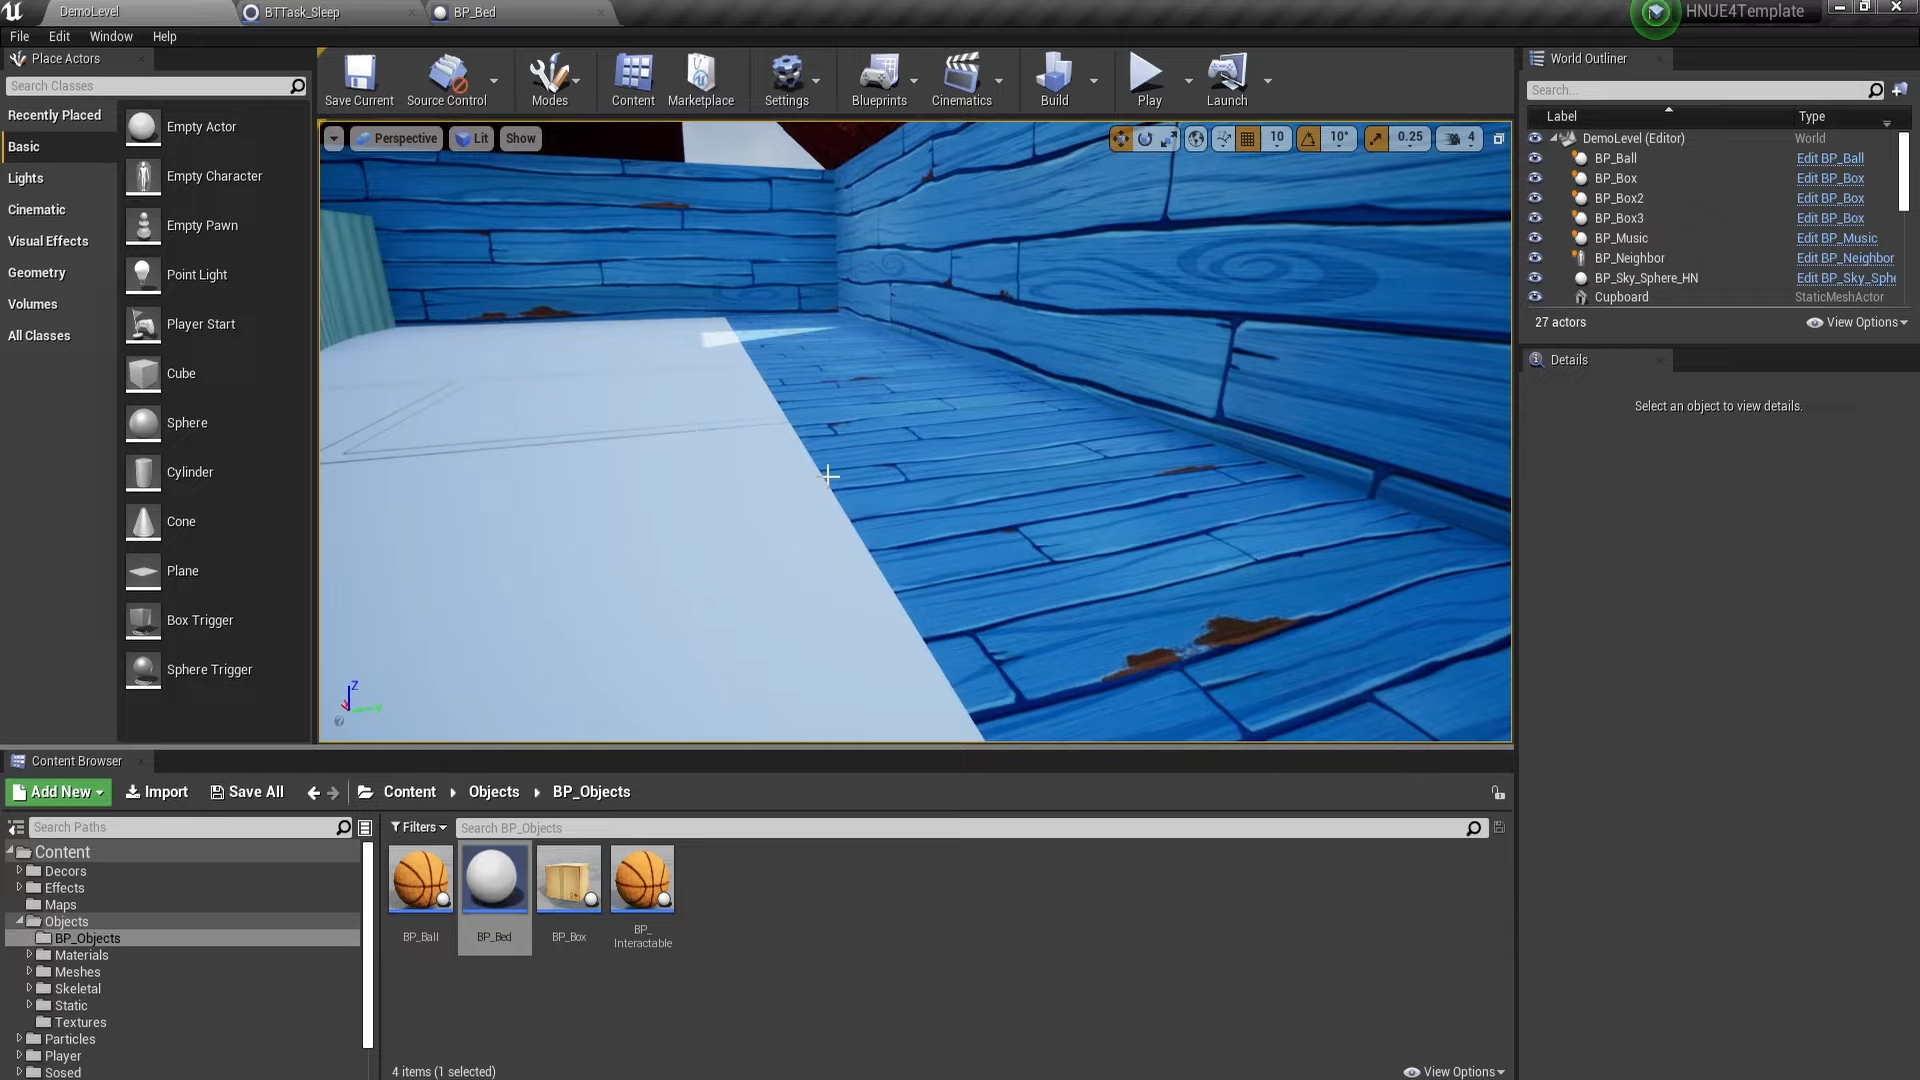 DemoLevel
BTTask_Sleep
BP_Bed
HNUE4Template
File Edit Window Help
Place Actors
Search Classes
Recently Placed
Basic
Lights
Cinematic
Visual Effects
Geometry
Volumes
All Classes
Empty Actor
Empty Character
Empty Pawn
Point Light
Player Start
Cube
Sphere
Cylinder
Cone
Plane
Box Trigger
Sphere Trigger
Save Current
Source Control
Modes
Content
Marketplace
Settings
Blueprints
Cinematics
Build
Play
Launch
Perspective Lit Show
10 10° 0.25 4
Z
World Outliner
Search...
Label Type
DemoLevel (Editor) World
BP_Ball Edit BP_Ball
BP_Box Edit BP_Box
BP_Box2 Edit BP_Box
BP_Box3 Edit BP_Box
BP_Music Edit BP_Music
BP_Neighbor Edit BP_Neighbor
BP_Sky_Sphere_HN Edit BP_Sky_Sphe
Cupboard StaticMeshActor
27 actors View Options
Details
Select an object to view details.
Content Browser
Add New Import Save All Content Objects BP_Objects
Search Paths
Filters Search BP_Objects
Content
Decors
Effects
Maps
Objects
BP_Objects
Materials
Meshes
Skeletal
Static
Textures
Particles
Player
Sosed
BP_Ball
BP_Bed
BP_Box
BP_
Interactable
4 items (1 selected) View Options